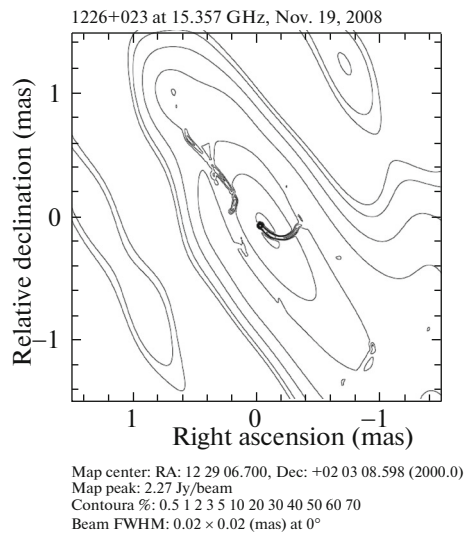 1226+023 at 15.357 GHz, Nov. 19, 2008
Relative declination (mas)
1
0
−1
1
0
−1
Right ascension (mas)
Map center: RA: 12 29 06.700, Dec: +02 03 08.598 (2000.0)
Map peak: 2.27 Jy/beam
Contoura %: 0.5 1 2 3 5 10 20 30 40 50 60 70
Beam FWHM: 0.02 × 0.02 (mas) at 0°